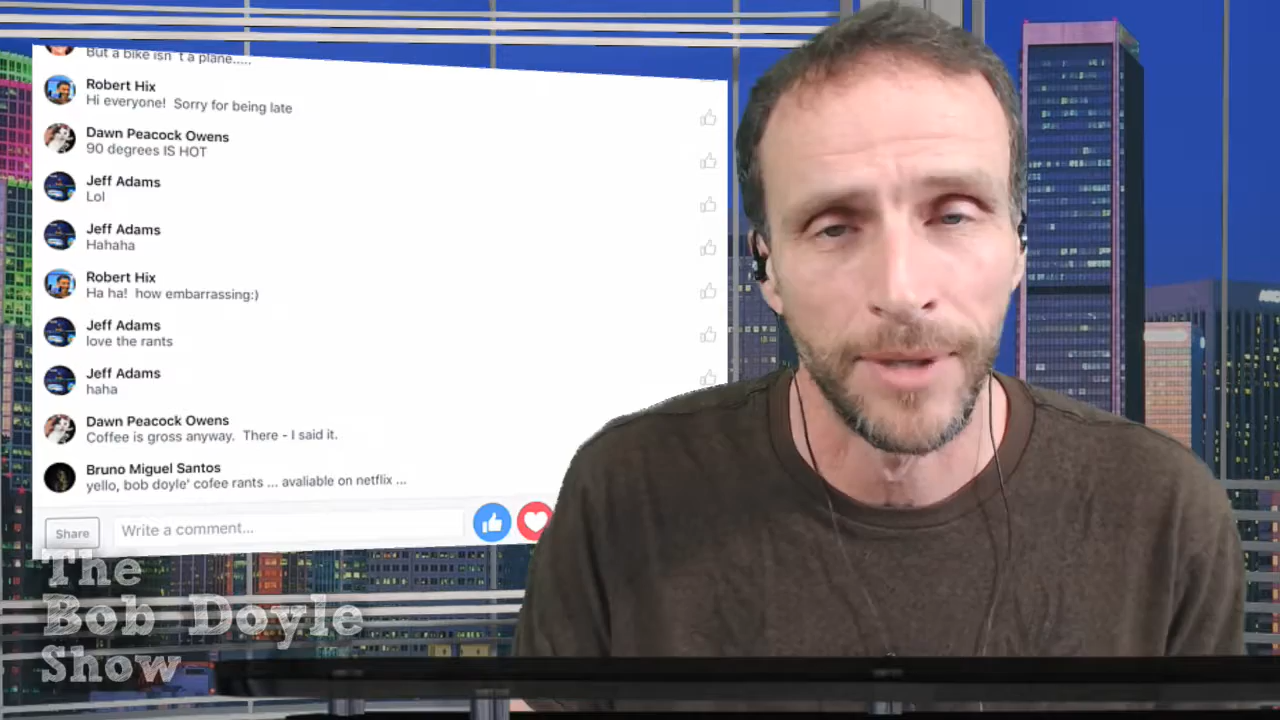 But a bike isn't a plane.....
Robert Hix
Hi everyone! Sorry for being late
Dawn Peacock Owens
90 degrees IS HOT
Jeff Adams
Lol
Jeff Adams
Hahaha
Robert Hix
Ha ha! how embarrassing:)
Jeff Adams
love the rants
Jeff Adams
haha
Dawn Peacock Owens
Coffee is gross anyway. There - I said it.
Bruno Miguel Santos
yello, bob doyle' cofee rants ... avaliable on netflix ...
Share
Write a comment...
The
Bob Doyle
Show